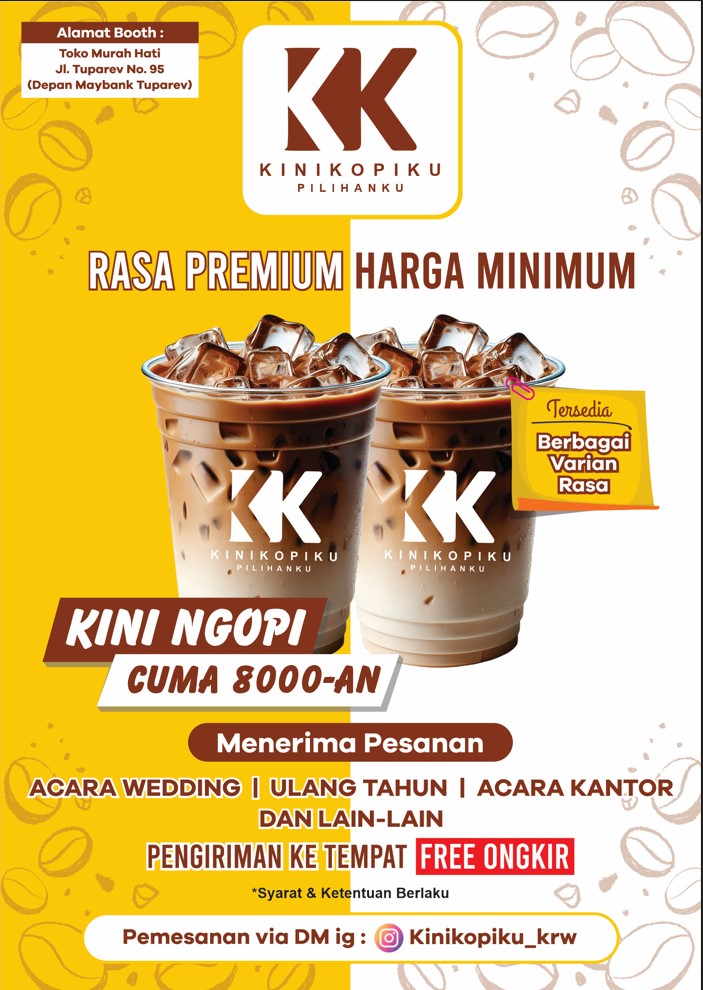 Alamat Booth :
Toko Murah Hati
Jl. Tuparev No. 95
(Depan Maybank Tuparev)
KK
KINIKOPIKU
PILIHANKU
RASA PREMIUM HARGA MINIMUM
Tersedia
Berbagai
Varian
Rasa
KK
KINIKOPIKU
PILIHANKU
KK
KINIKOPIKU
PILIHANKU
KINI NGOPI
CUMA 8000-AN
Menerima Pesanan
ACARA WEDDING | ULANG TAHUN | ACARA KANTOR
DAN LAIN-LAIN
PENGIRIMAN KE TEMPAT FREE ONGKIR
*Syarat & Ketentuan Berlaku
Pemesanan via DM ig : Kinikopiku_krw